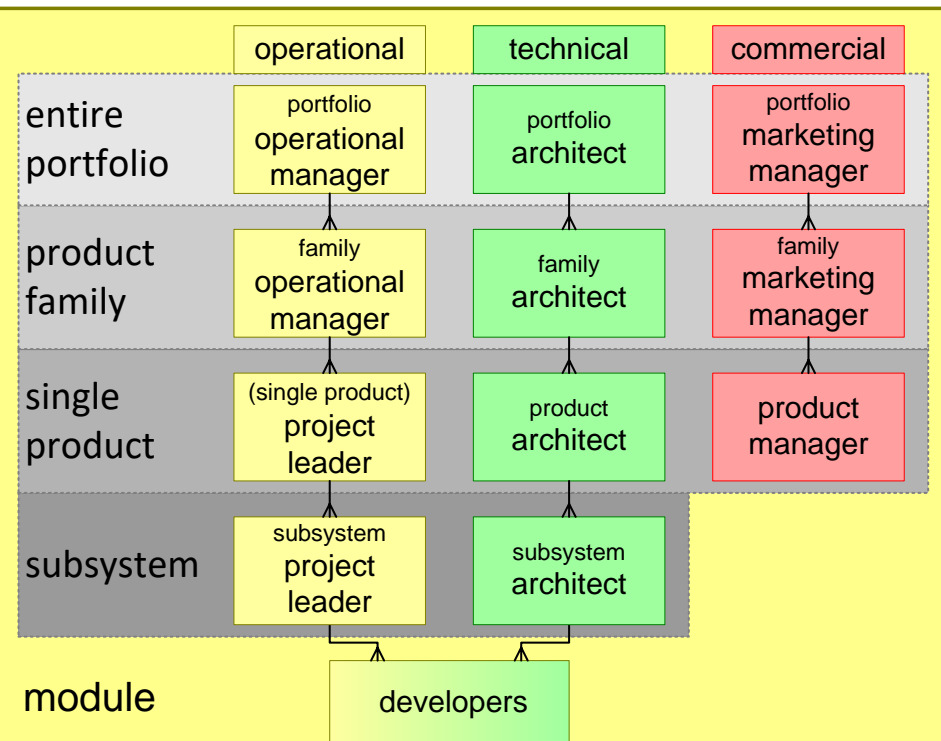 operational
technical
commercial
entire
portfolio
portfolio
operational
manager
portfolio
architect
portfolio
marketing
manager
product
family
family
operational
manager
family
architect
family
marketing
manager
single
product
(single product)
project
leader
product
architect
product
manager
subsystem
subsystem
project
leader
subsystem
architect
module
developers